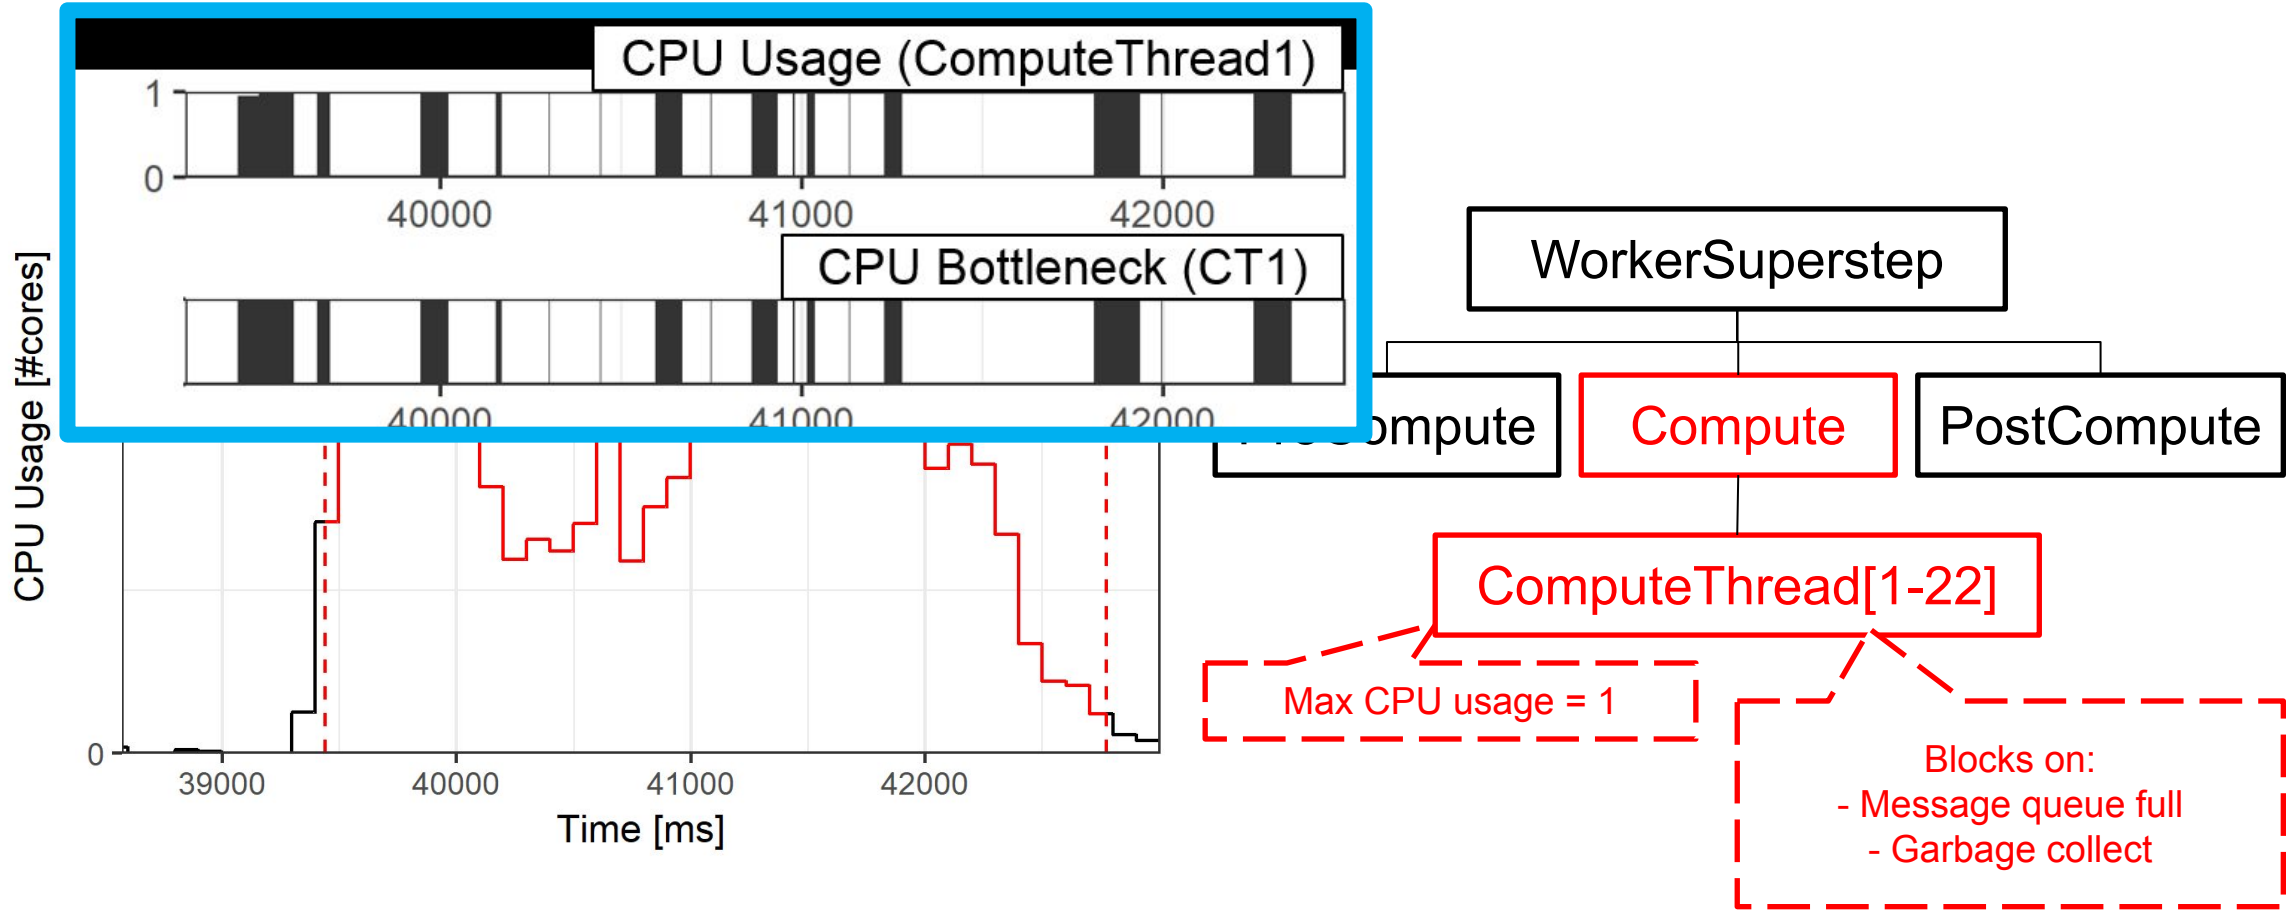 CPU Usage (ComputeThread1)
1
0
40000 41000 42000
CPU Bottleneck (CT1)
40000 41000 42000
CPU Usage [#cores]
0
39000 40000 41000 42000
Time [ms]
WorkerSuperstep
Compute
PostCompute
ComputeThread[1-22]
Max CPU usage = 1
Blocks on:
- Message queue full
- Garbage collect